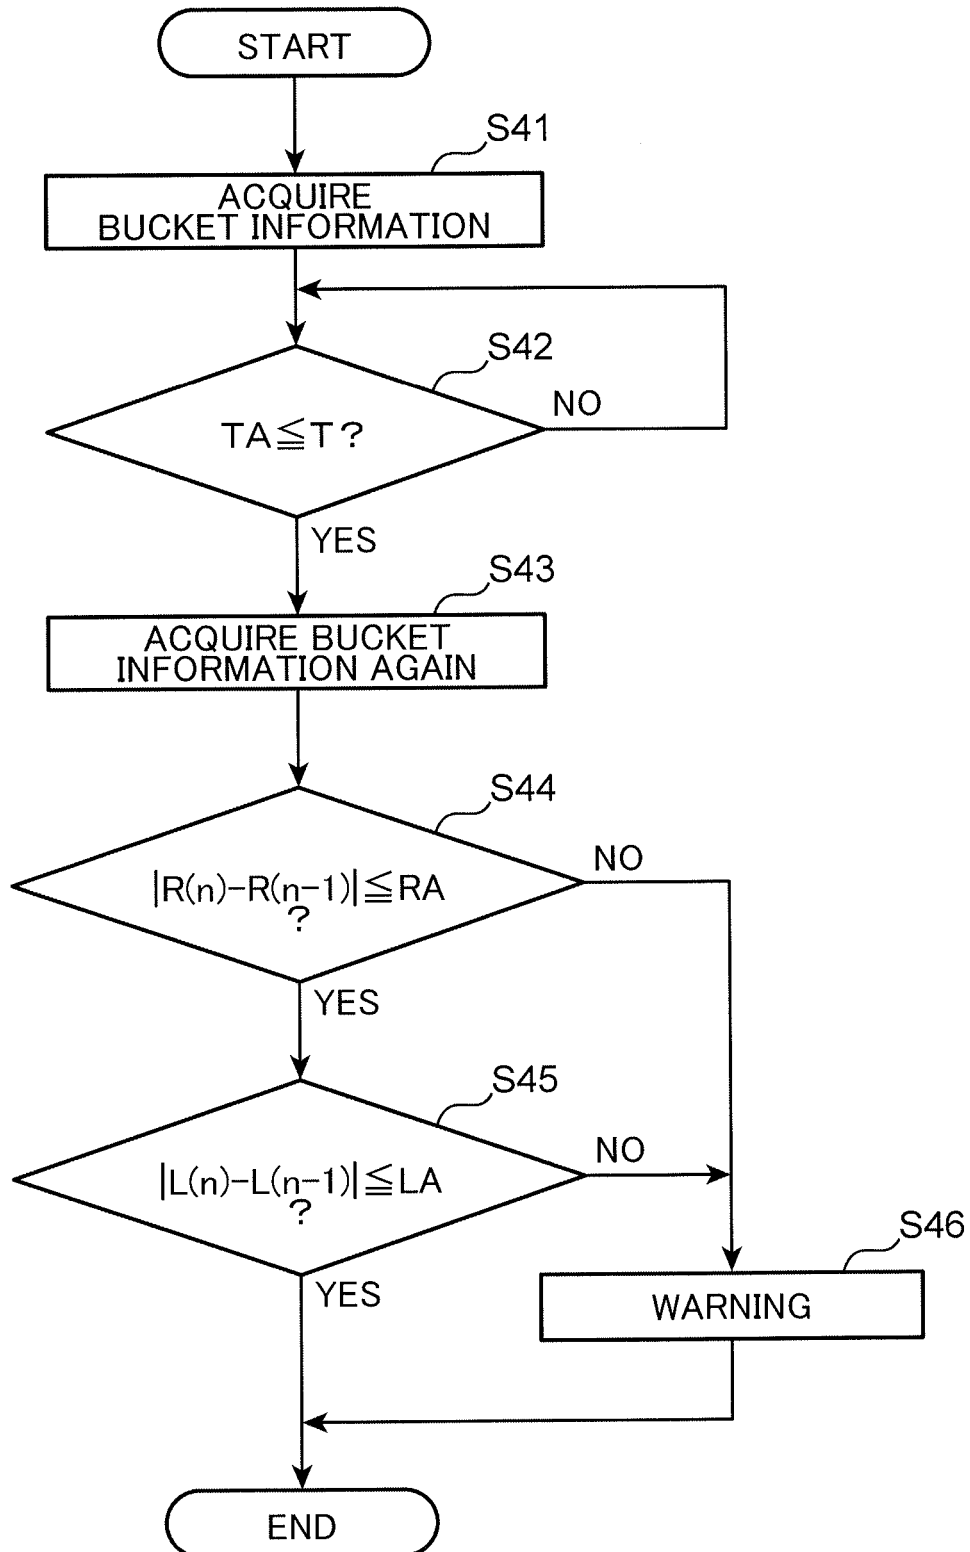 START
S41
ACQUIRE
BUCKET INFORMATION
S42
TA≦T?
NO
YES
S43
ACQUIRE BUCKET
INFORMATION AGAIN
S44
|R(n)-R(n-1)|≦RA
?
NO
YES
S45
|L(n)-L(n-1)|≦LA
?
NO
YES
S46
WARNING
END